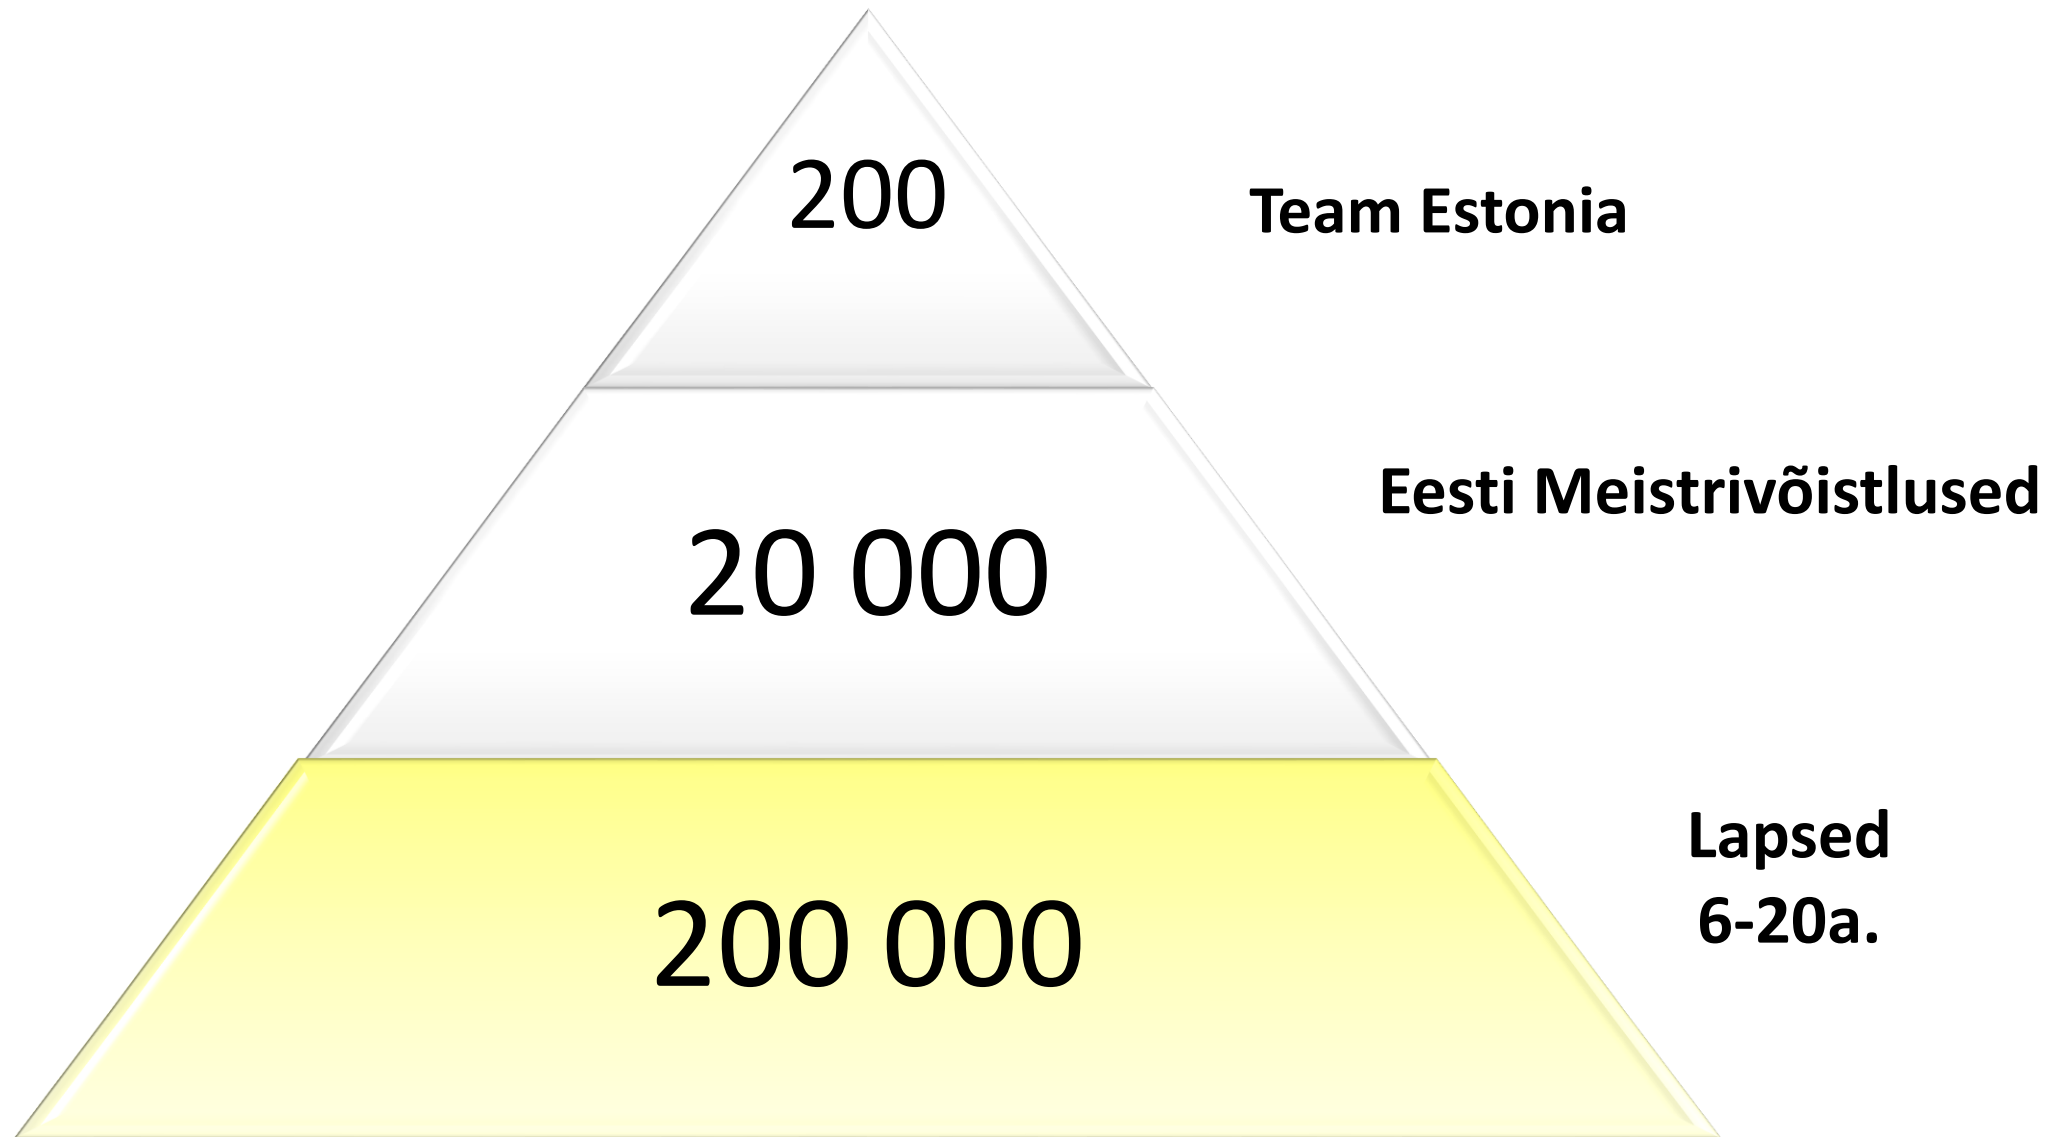 200
Team Estonia
Eesti Meistrivõistlused
20 000
Lapsed
6-20a.
200 000